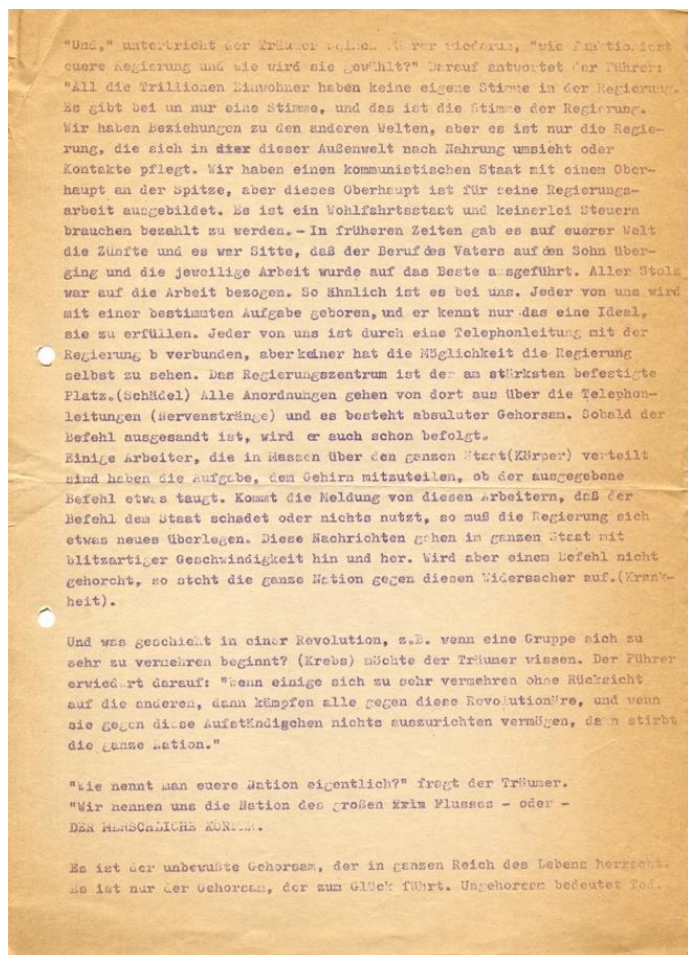 "Und," unterbricht der Träumer seinen Führer wiederum, "wie funktioniert
euere Regierung und wie wird sie gewählt?" Darauf antwortet der Führer:
"All die Trillionen Einwohner haben keine eigene Stimme in der Regierung.
Es gibt bei un nur eine Stimme, und das ist die Stimme der Regierung.
Wir haben Beziehungen zu den anderen Welten, aber es ist nur die Regie-
rung, die sich in dieser Außenwelt nach Nahrung umsieht oder
Kontakte pflegt. Wir haben einen kommunistischen Staat mit einem Ober-
haupt an der Spitze, aber dieses Oberhaupt ist für seine Regierungs-
arbeit ausgebildet. Es ist ein Wohlfahrtsstaat und keinerlei Steuern
brauchen bezahlt zu werden.- In früheren Zeiten gab es auf euerer Welt
die Zünfte und es war Sitte, daß der Beruf des Vaters auf den Sohn über-
ging und die jeweilige Arbeit wurde auf das Beste ausgeführt. Aller Stolz
war auf die Arbeit bezogen. So ähnlich ist es bei uns. Jeder von uns wird
mit einer bestimmten Aufgabe geboren, und er kennt nur das eine Ideal,
sie zu erfüllen. Jeder von uns ist durch eine Telephonleitung mit der
Regierung b verbunden, aber keiner hat die Möglichkeit die Regierung
selbst zu sehen. Das Regierungszentrum ist der am stärksten befestigte
Platz.(Schädel) Alle Anordnungen gehen von dort aus über die Telephon-
leitungen (Nervenstränge) und es besteht absuluter Gehorsam. Sobald der
Befehl ausgesandt ist, wird er auch schon befolgt.
Einige Arbeiter, die in Massen über den ganzen Staat(Körper) verteilt
sind haben die Aufgabe, dem Gehirn mitzuteilen, ob der ausgegebene
Befehl etwas taugt. Kommt die Meldung von diesen Arbeitern, daß der
Befehl dem Staat schadet oder nichts nutzt, so muß die Regierung sich
etwas neues überlegen. Diese Nachrichten gehen im ganzen Staat mit
blitzartiger Geschwindigkeit hin und her. Wird aber einem Befehl nicht
gehorcht, so steht die ganze Nation gegen diesen Widersacher auf.(Krank-
heit).
Und was geschieht in einer Revolution, z.B. wenn eine Gruppe sich zu
sehr zu vermehren beginnt? (Krebs) möchte der Träumer wissen. Der Führer
erwiedert darauf: "Wenn einige sich zu sehr vermehren ohne Rücksicht
auf die anderen, dann kämpfen alle gegen diese Revolutionäre, und wenn
sie gegen diese Aufständischen nichts auszurichten vermögen, dann stirbt
die ganze Nation."
"Wie nennt man euere Nation eigentlich?" fragt der Träumer.
"Wir nennen uns die Nation des großen Flusses - oder -
DER MENSCHLICHE KÖRPER.
Es ist der unbewußte Gehorsam, der in ganzen Reich des Lebens herrscht.
Es ist nur der Gehorsam, der zum Glück führt. Ungehorsam bedeutet Tod.